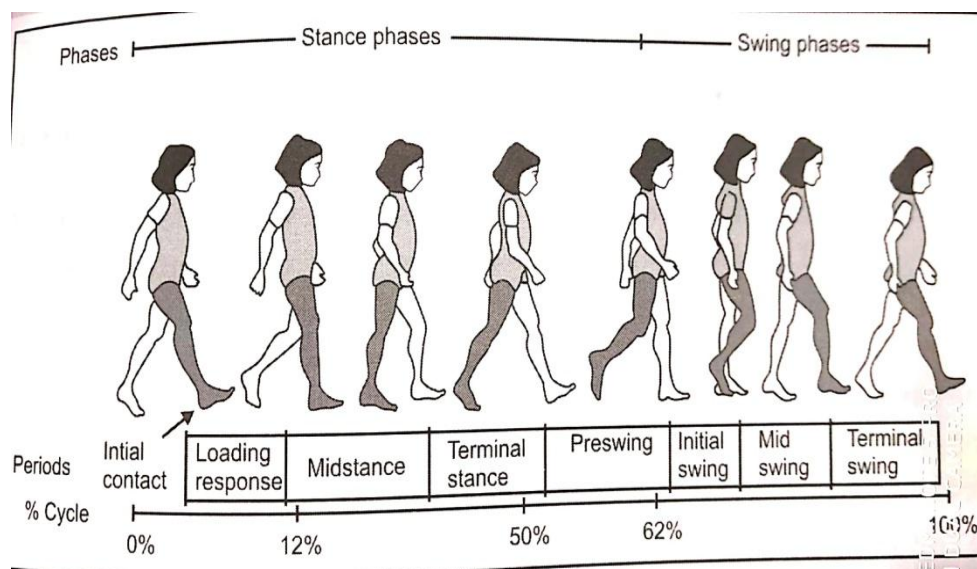 Phases
Stance phases
Swing phases
Periods
Intial
contact
Loading
response
Midstance
Terminal
stance
Preswing
Initial
swing
Mid
swing
Terminal
swing
% Cycle
0%
12%
50%
62%
100%